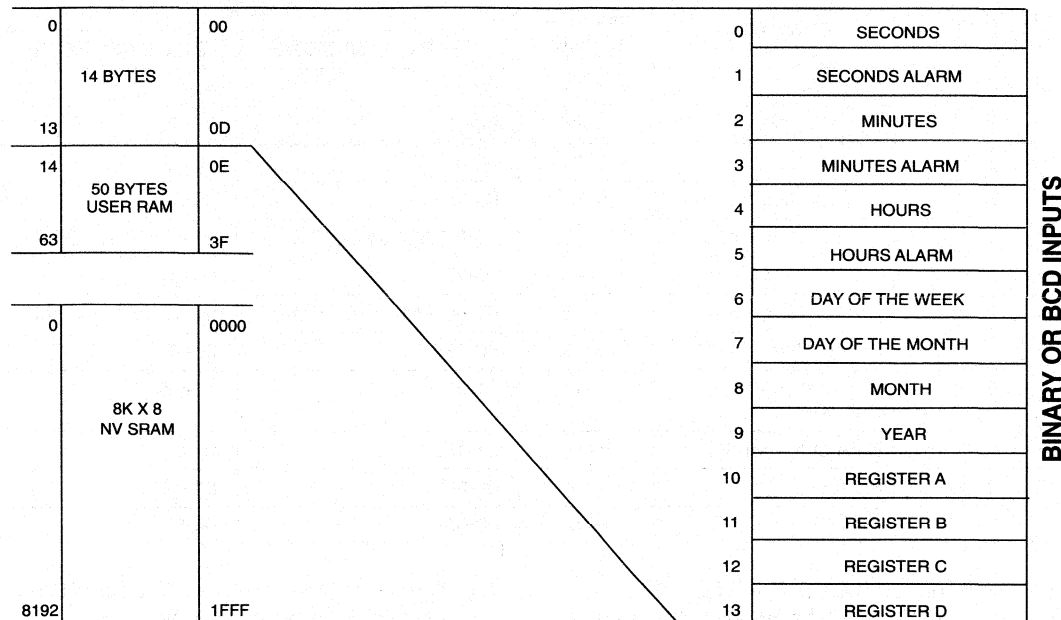 0 00
14 BYTES
13 0D
14 0E
50 BYTES
USER RAM
63 3F
0 0000
8K X 8
NV SRAM
8192 1FFF
0 SECONDS
1 SECONDS ALARM
2 MINUTES
3 MINUTES ALARM
4 HOURS
5 HOURS ALARM
6 DAY OF THE WEEK
7 DAY OF THE MONTH
8 MONTH
9 YEAR
10 REGISTER A
11 REGISTER B
12 REGISTER C
13 REGISTER D
BINARY OR BCD INPUTS